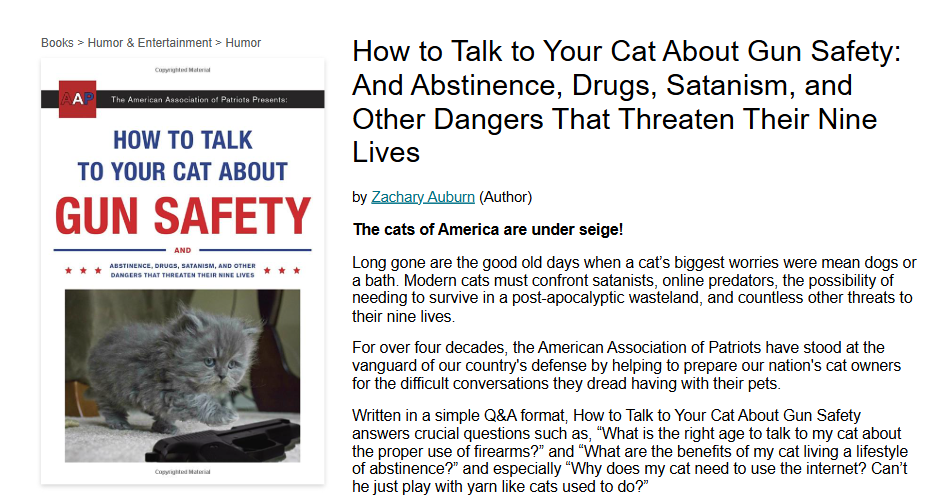 Books > Humor & Entertainment > Humor
Copyrighted Material
AAP
The American Association of Patriots Presents:
HOW TO TALK
TO YOUR CAT ABOUT
GUN SAFETY
AND
ABSTINENCE, DRUGS, SATANISM, AND OTHER
DANGERS THAT THREATEN THEIR NINE LIVES
Copyrighted Material
How to Talk to Your Cat About Gun Safety:
And Abstinence, Drugs, Satanism, and
Other Dangers That Threaten Their Nine
Lives
by Zachary Auburn (Author)
The cats of America are under seige!
Long gone are the good old days when a cat's biggest worries were mean dogs or
a bath. Modern cats must confront satanists, online predators, the possibility of
needing to survive in a post-apocalyptic wasteland, and countless other threats to
their nine lives.
For over four decades, the American Association of Patriots have stood at the
vanguard of our country's defense by helping to prepare our nation's cat owners
for the difficult conversations they dread having with their pets.
Written in a simple Q&A format, How to Talk to Your Cat About Gun Safety
answers crucial questions such as, “What is the right age to talk to my cat about
the proper use of firearms?” and “What are the benefits of my cat living a lifestyle
of abstinence?” and especially “Why does my cat need to use the internet? Can’t
he just play with yarn like cats used to do?”